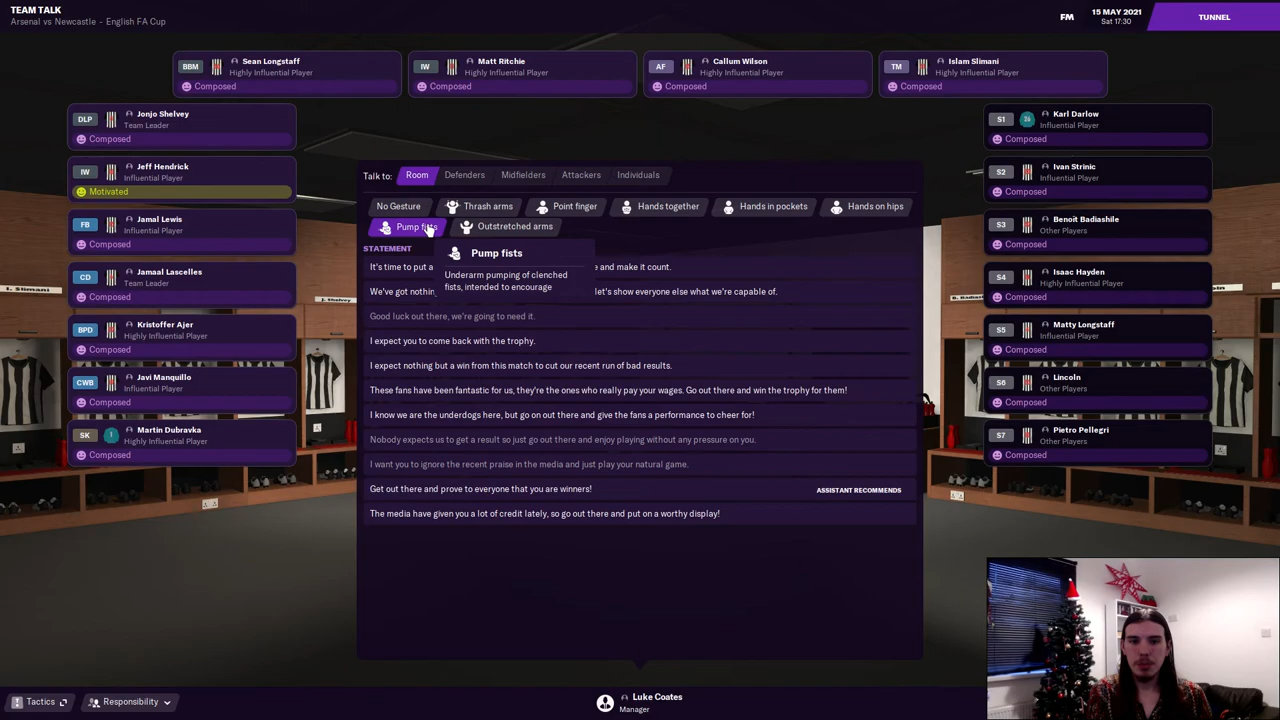 TEAM TALK
Arsenal vs Newcastle - English FA Cup
FM
15 MAY 2021
Sat 17:30
TUNNEL
BBM
Sean Longstaff
Highly Influential Player
Composed
IW
Matt Ritchie
Highly Influential Player
Composed
AF
Callum Wilson
Highly Influential Player
Composed
TM
Islam Slimani
Highly Influential Player
Composed
DLP
Jonjo Shelvey
Team Leader
Composed
IW
Jeff Hendrick
Influential Player
Motivated
FB
Jamal Lewis
Influential Player
Composed
CD
Jamaal Lascelles
Influential Player
Composed
BPD
Kristoffer Ajer
Highly Influential Player
Composed
CWB
Javi Manquillo
Influential Player
Composed
SK
1
Martin Dubravka
Highly Influential Player
Composed
Talk to:
Room
Defenders
Midfielders
Attackers
Individuals
No Gesture
Thrash arms
Point finger
Hands together
Hands in pockets
Hands on hips
Pump fists
Outstretched arms
STATEMENT
Pump fists
Underarm pumping of clenched
fists, intended to encourage
It's time to put a
e and make it count.
We've got nothin
let's show everyone else what we're capable of.
Good luck out there, we're going to need it.
I expect you to come back with the trophy.
I expect nothing but a win from this match to cut our recent run of bad results.
These fans have been fantastic for us, they're the ones who really pay your wages. Go out there and win the trophy for them!
I know we are the underdogs here, but go on out there and give the fans a performance to cheer for!
Nobody expects us to get a result so just go out there and enjoy playing without any pressure on you.
I want you to ignore the recent praise in the media and just play your natural game.
Get out there and prove to everyone that you are winners!
ASSISTANT RECOMMENDS
The media have given you a lot of credit lately, so go out there and put on a worthy display!
S1
Karl Darlow
Influential Player
Composed
S2
Ivan Strinic
Influential Player
Composed
S3
Benoît Badiashile
Other Players
Composed
S4
Isaac Hayden
Highly Influential Player
Composed
S5
Matty Longstaff
Influential Player
Composed
S6
Lincoln
Other Players
Composed
S7
Pietro Pellegri
Other Players
Composed
I. Slimani
J. Shelvey
Tactics
Responsibility
Luke Coates
Manager